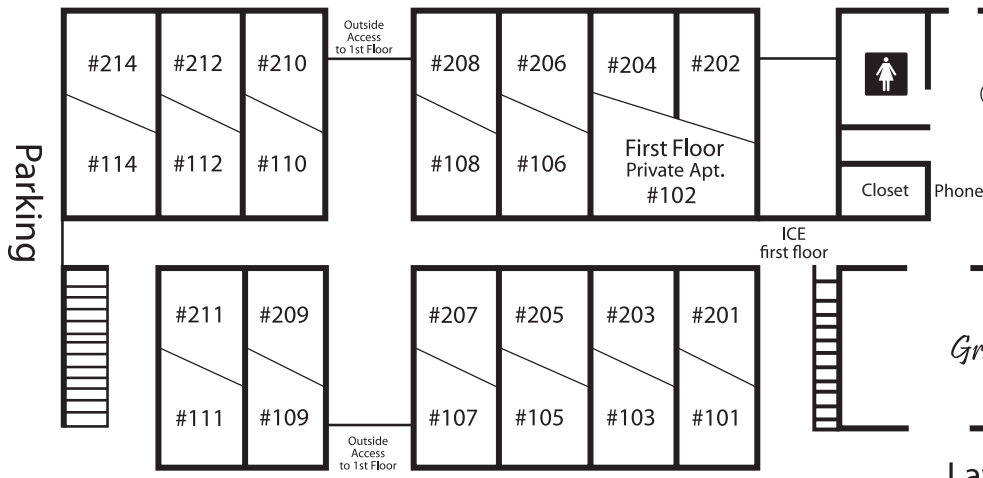 Outside
Access
to 1st Floor
#214
#212
#210
#208
#206
#204
#202
#114
#112
#110
#108
#106
First Floor
Private Apt.
#102
Closet
Phone
Parking
ICE
first floor
#211
#209
#207
#205
#203
#201
#111
#109
#107
#105
#103
#101
Outside
Access
to 1st Floor